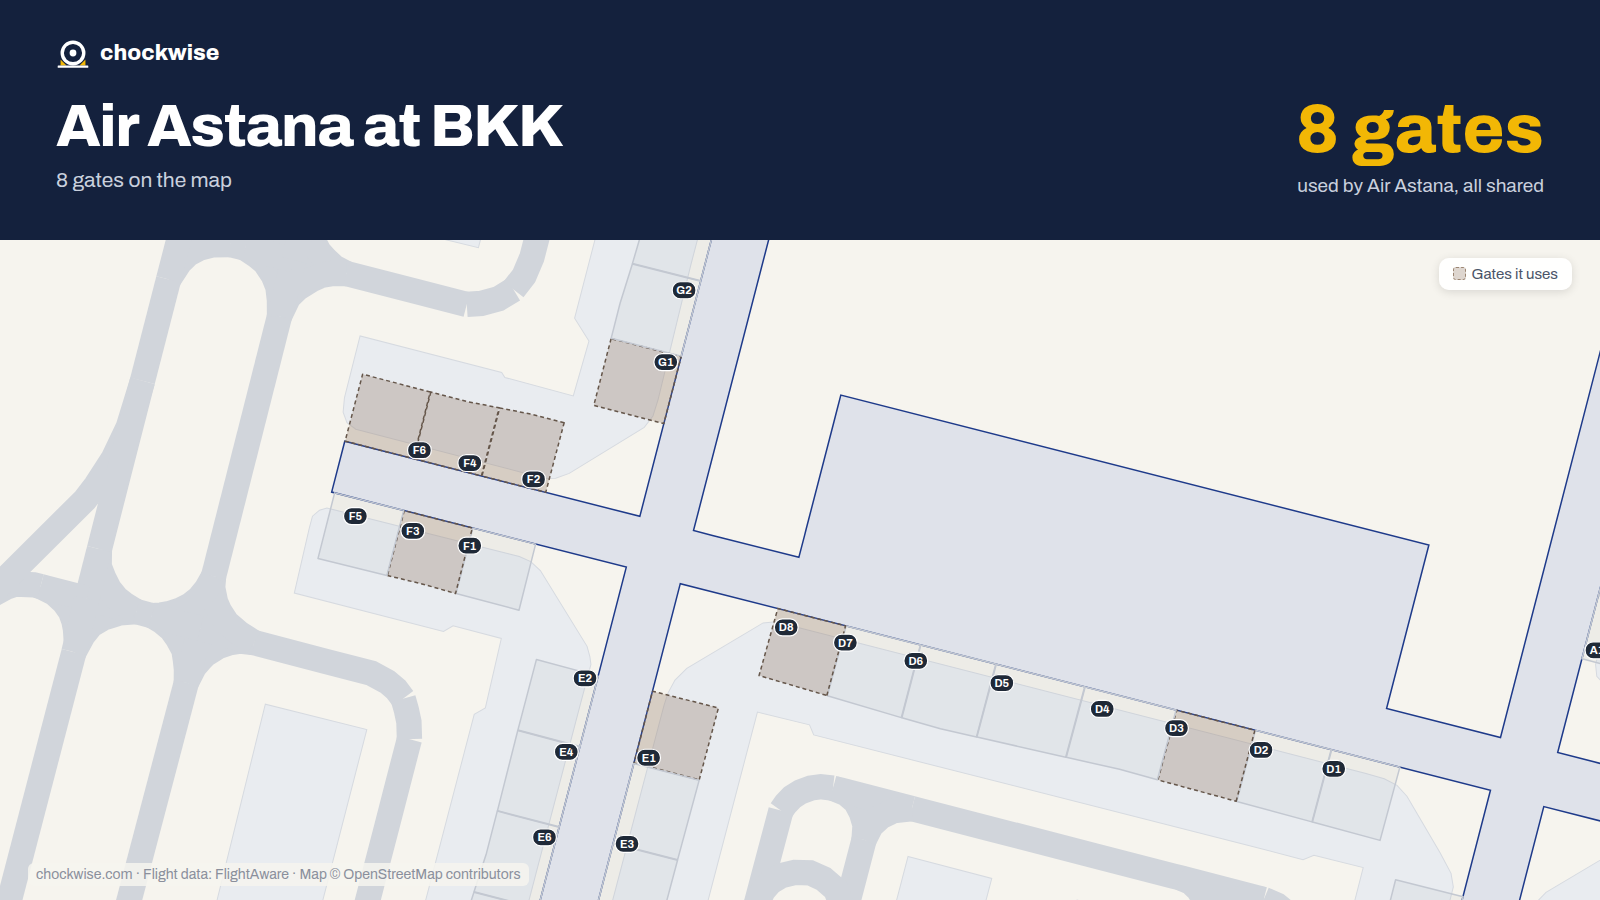 chockwise
Air Astana at BKK
8 gates on the map
8 gates
used by Air Astana, all shared
Gates it uses
G2
G1
F6
F4
F2
F5
F3
F1
E2
E4
E6
E1
E3
D8
D7
D6
D5
D4
D3
D2
D1
chockwise.com · Flight data: FlightAware · Map © OpenStreetMap contributors